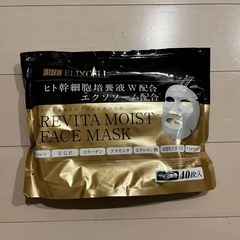 ELIXCELL
ヒト幹細胞培養液W配合
エクソソーム配合
REVITA MOIST
FACE MASK
EGF
コラーゲン
プラセンタ
ヒアルロン酸
40枚入